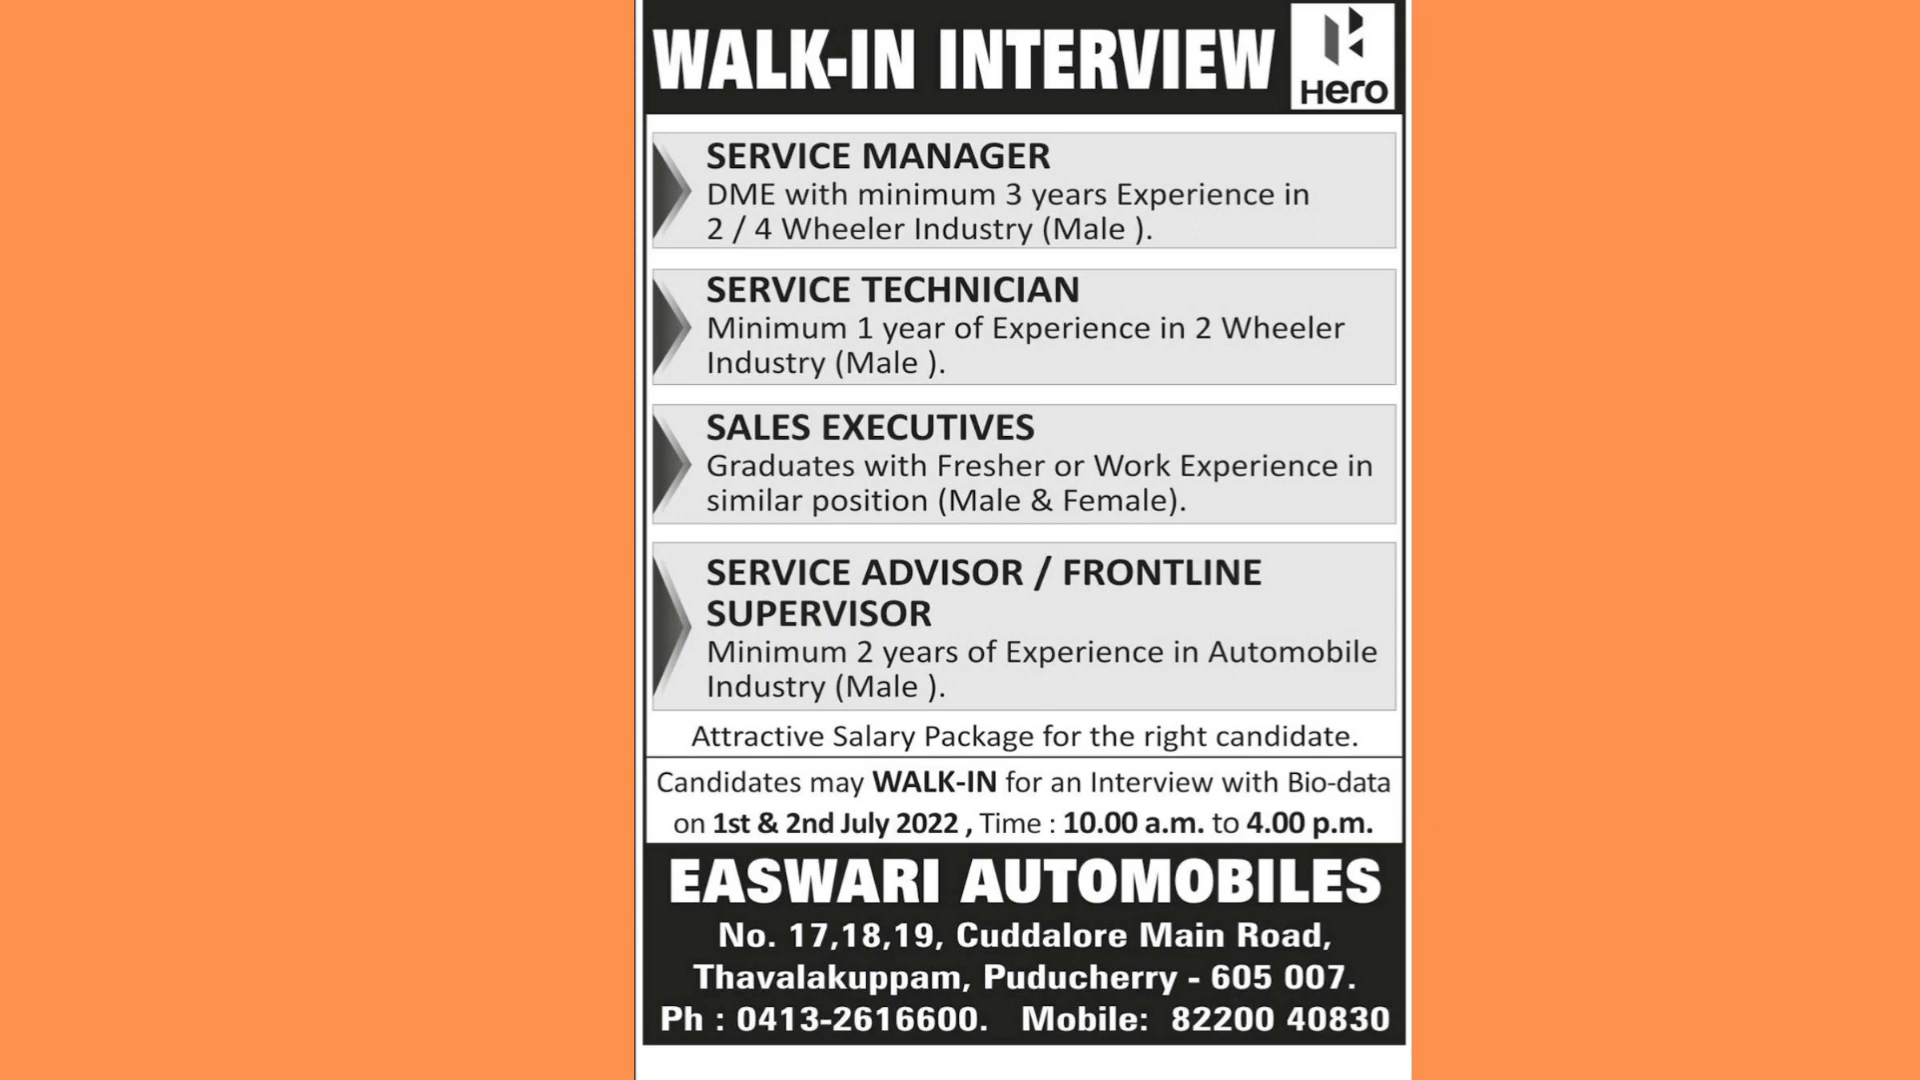 WALK-IN INTERVIEW
Hero
SERVICE MANAGER
DME with minimum 3 years Experience in
2 / 4 Wheeler Industry (Male ).
SERVICE TECHNICIAN
Minimum 1 year of Experience in 2 Wheeler
Industry (Male ).
SALES EXECUTIVES
Graduates with Fresher or Work Experience in
similar position (Male & Female).
SERVICE ADVISOR / FRONTLINE
SUPERVISOR
Minimum 2 years of Experience in Automobile
Industry (Male ).
Attractive Salary Package for the right candidate.
Candidates may WALK-IN for an Interview with Bio-data
on 1st & 2nd July 2022 , Time : 10.00 a.m. to 4.00 p.m.
EASWARI AUTOMOBILES
No. 17,18,19, Cuddalore Main Road,
Thavalakuppam, Puducherry - 605 007.
Ph : 0413-2616600. Mobile: 82200 40830